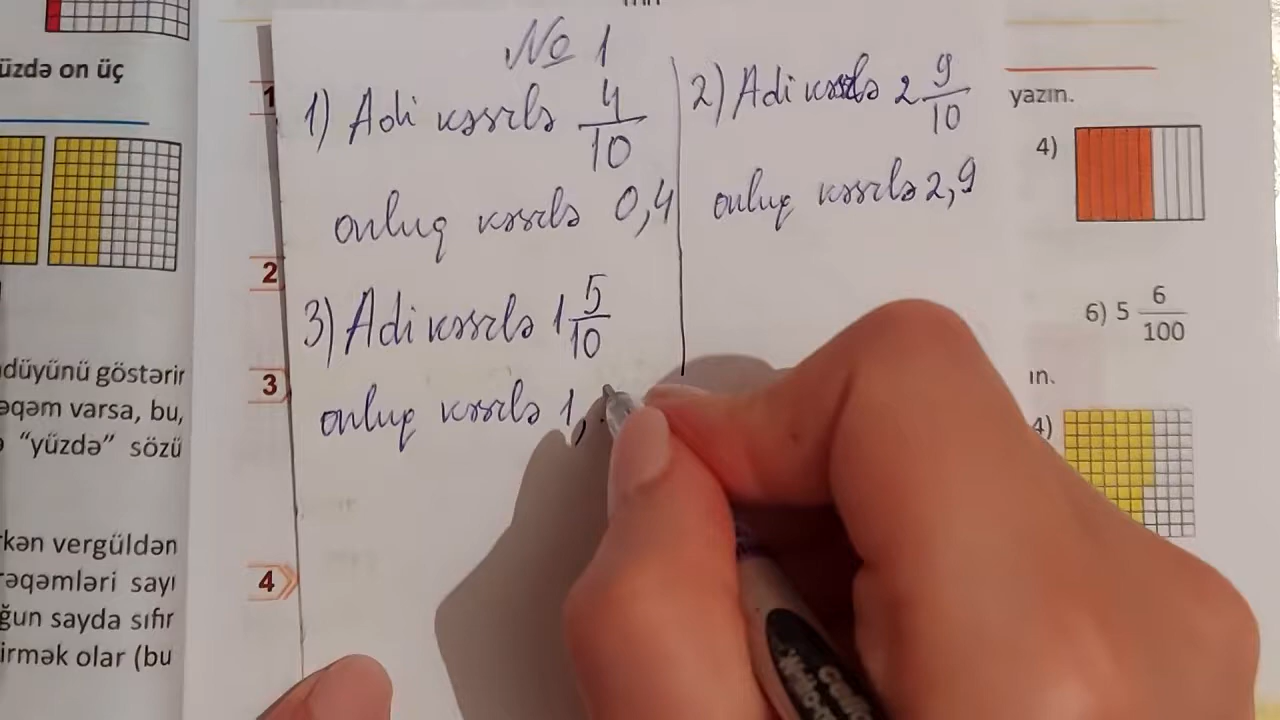 üzdə on üç
№ 1
1) Adi kəsrlə 4/10
onluq kəsrlə 0,4
2) Adi kəsrlə 2 9/10
onluq kəsrlə 2,9
3) Adi kəsrlə 1 5/10
onluq kəsrlə 1,
1
2
3
4
düyünü göstərir
əqəm varsa, bu,
“yüzdə” sözü
kən vergüldən
rəqəmləri sayı
ğun sayda sıfır
irmək olar (bu
yazın.
4)
6) 5 6/100
ın.
4)